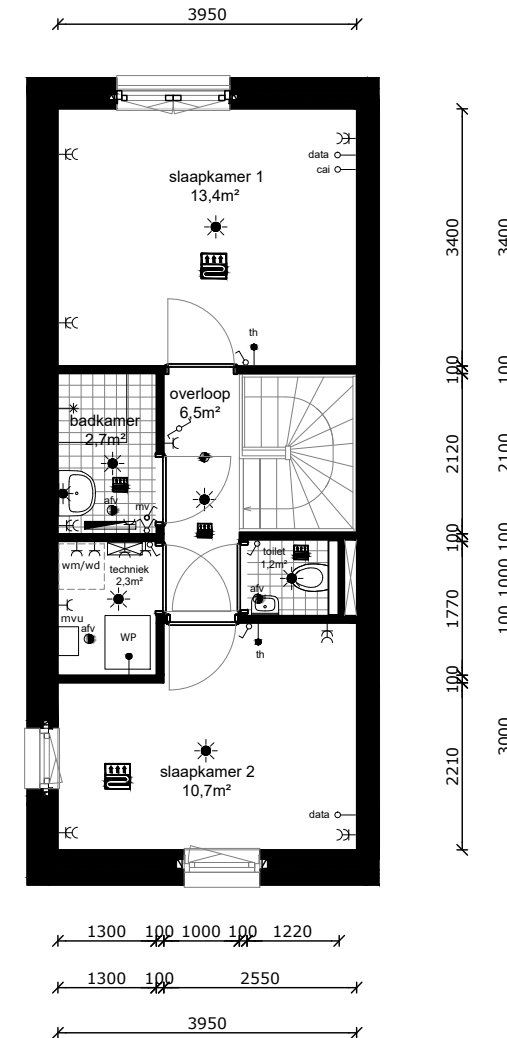 3950
slaapkamer 1
13,4m²
data
cai
th
3400
3400
100
100
overloop
6,5m²
badkamer
2,7m²
afv
mv
2120
2100
100
100
wm/wd
techniek
2,3m²
toilet
1,2m²
afv
mvu
afv
WP
th
1770
1000
100
100
3000
slaapkamer 2
10,7m²
data
2210
1300 100 1000 100 1220
1300 100 2550
3950